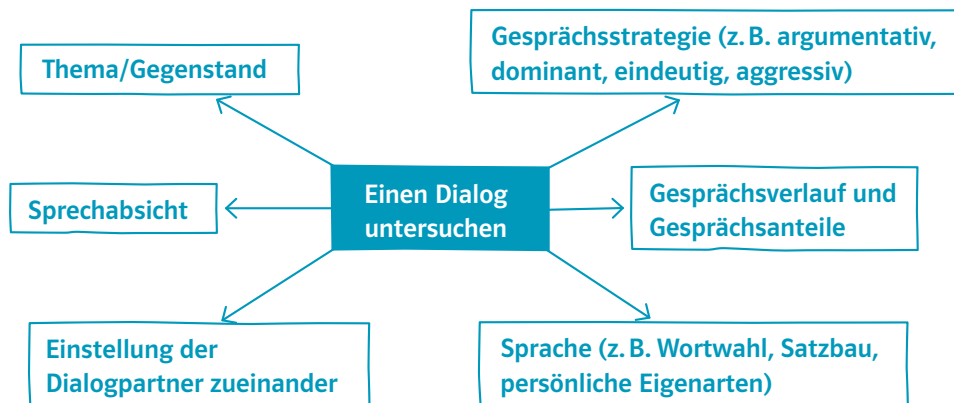 Thema/Gegenstand
Gesprächsstrategie (z. B. argumentativ,
dominant, eindeutig, aggressiv)
Sprechabsicht
Einen Dialog
untersuchen
Gesprächsverlauf und
Gesprächsanteile
Einstellung der
Dialogpartner zueinander
Sprache (z. B. Wortwahl, Satzbau,
persönliche Eigenarten)